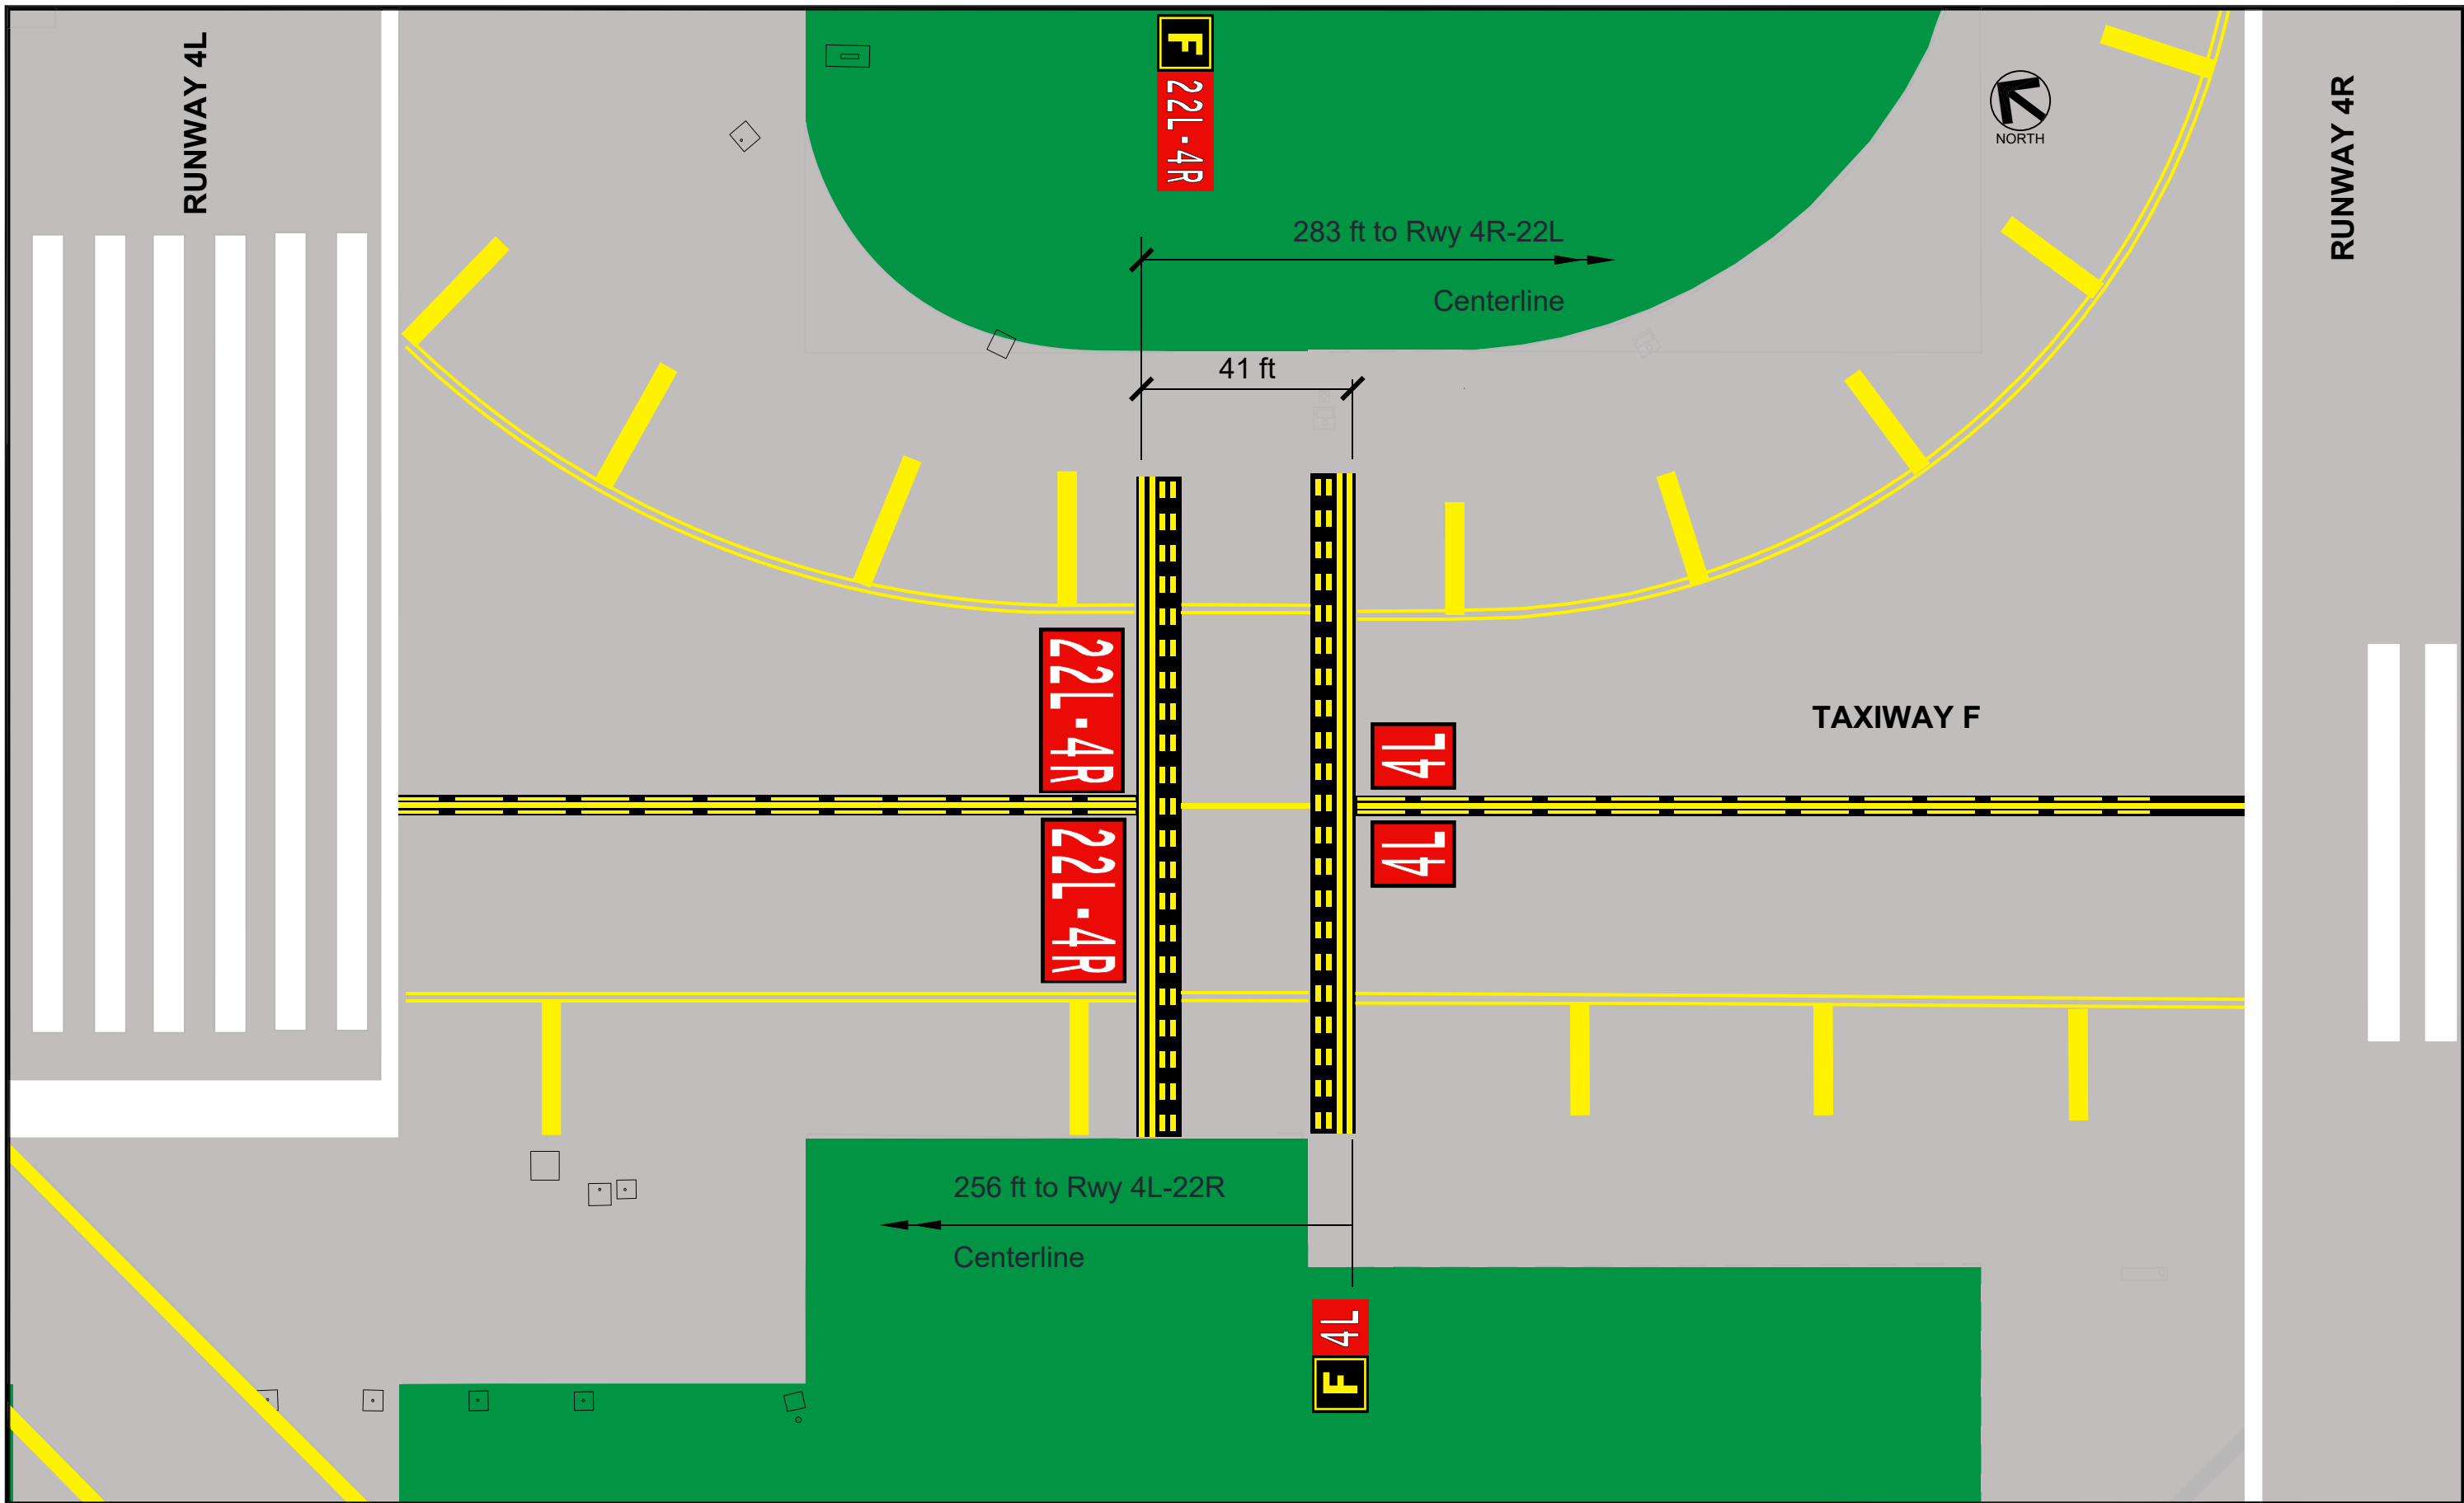 RUNWAY 4L
F
22L-4R
NORTH
RUNWAY 4R
283 ft to Rwy 4R-22L
Centerline
41 ft
22L-4R
4L
TAXIWAY F
22L-4R
4L
256 ft to Rwy 4L-22R
Centerline
4L
F